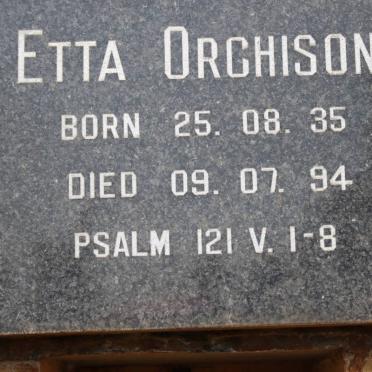 Etta Orchison
BORN 25. 08. 35
DIED 09. 07. 94
PSALM 121 V. 1-8